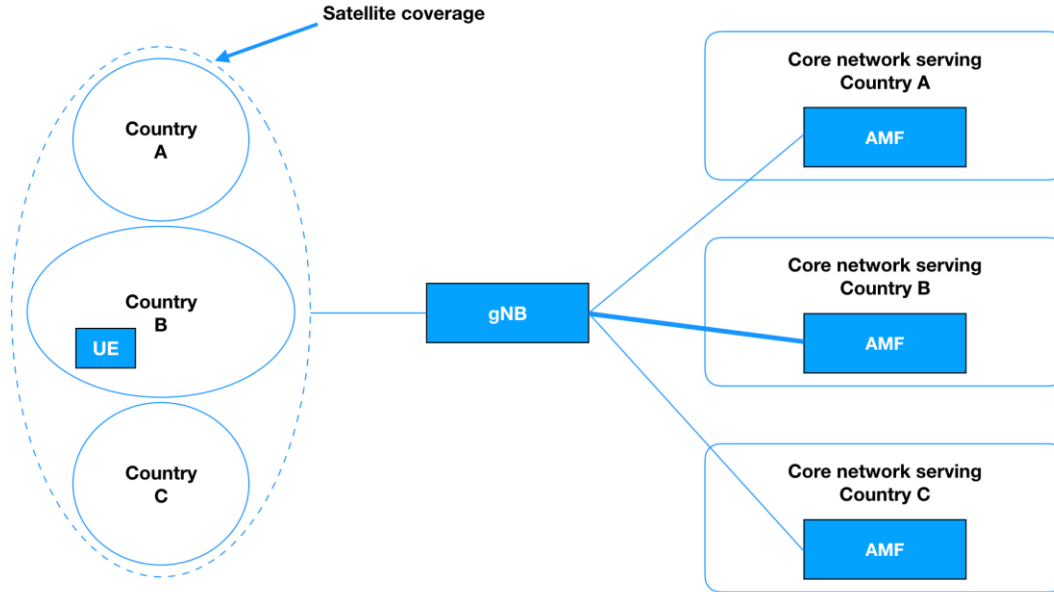 Satellite coverage
Country
A
Country
B
UE
Country
C
gNB
Core network serving
Country A
AMF
Core network serving
Country B
AMF
Core network serving
Country C
AMF